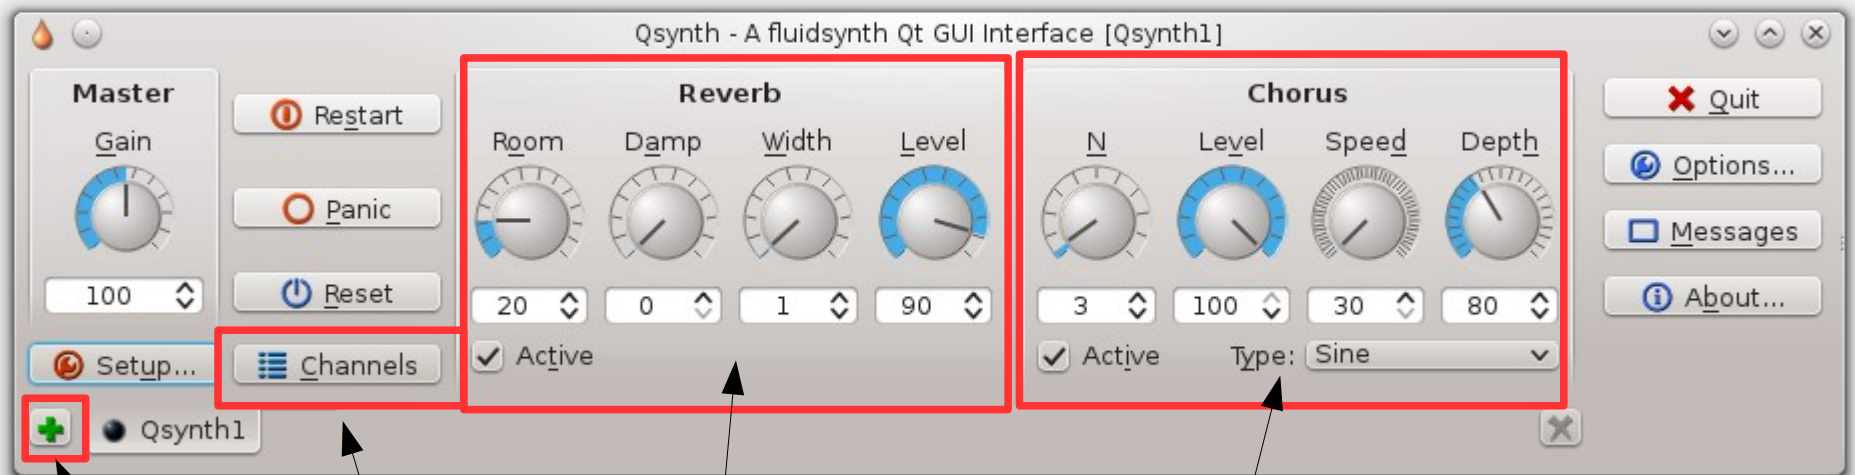 Qsynth - A fluidsynth Qt GUI Interface [Qsynth1]
Master
Gain
100
Setup...
Restart
Panic
Reset
Channels
Reverb
Room Damp Width Level
20 0 1 90
Active
Chorus
N Level Speed Depth
3 100 30 80
Active Type: Sine
Quit
Options...
Messages
About...
Qsynth1